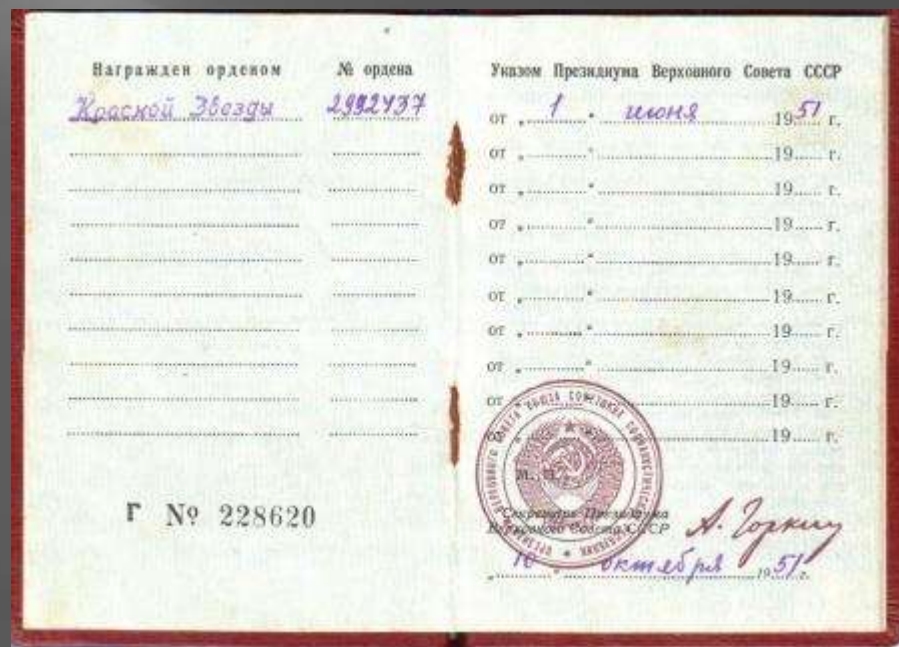 Награжден орденом № ордена
Красной Звезды 2992437
Г № 228620
Указом Президиума Верховного Совета СССР
от „ 1 “ июня 1951 г.
от „ “ 19 г.
от „ “ 19 г.
от „ “ 19 г.
от „ “ 19 г.
от „ “ 19 г.
от „ “ 19 г.
от „ “ 19 г.
от „ “ 19 г.
„ “ 19 г.
М. П.
Секретарь Президиума
Верховного Совета СССР А. Горкин
„ 10 “ октября 1951 г.